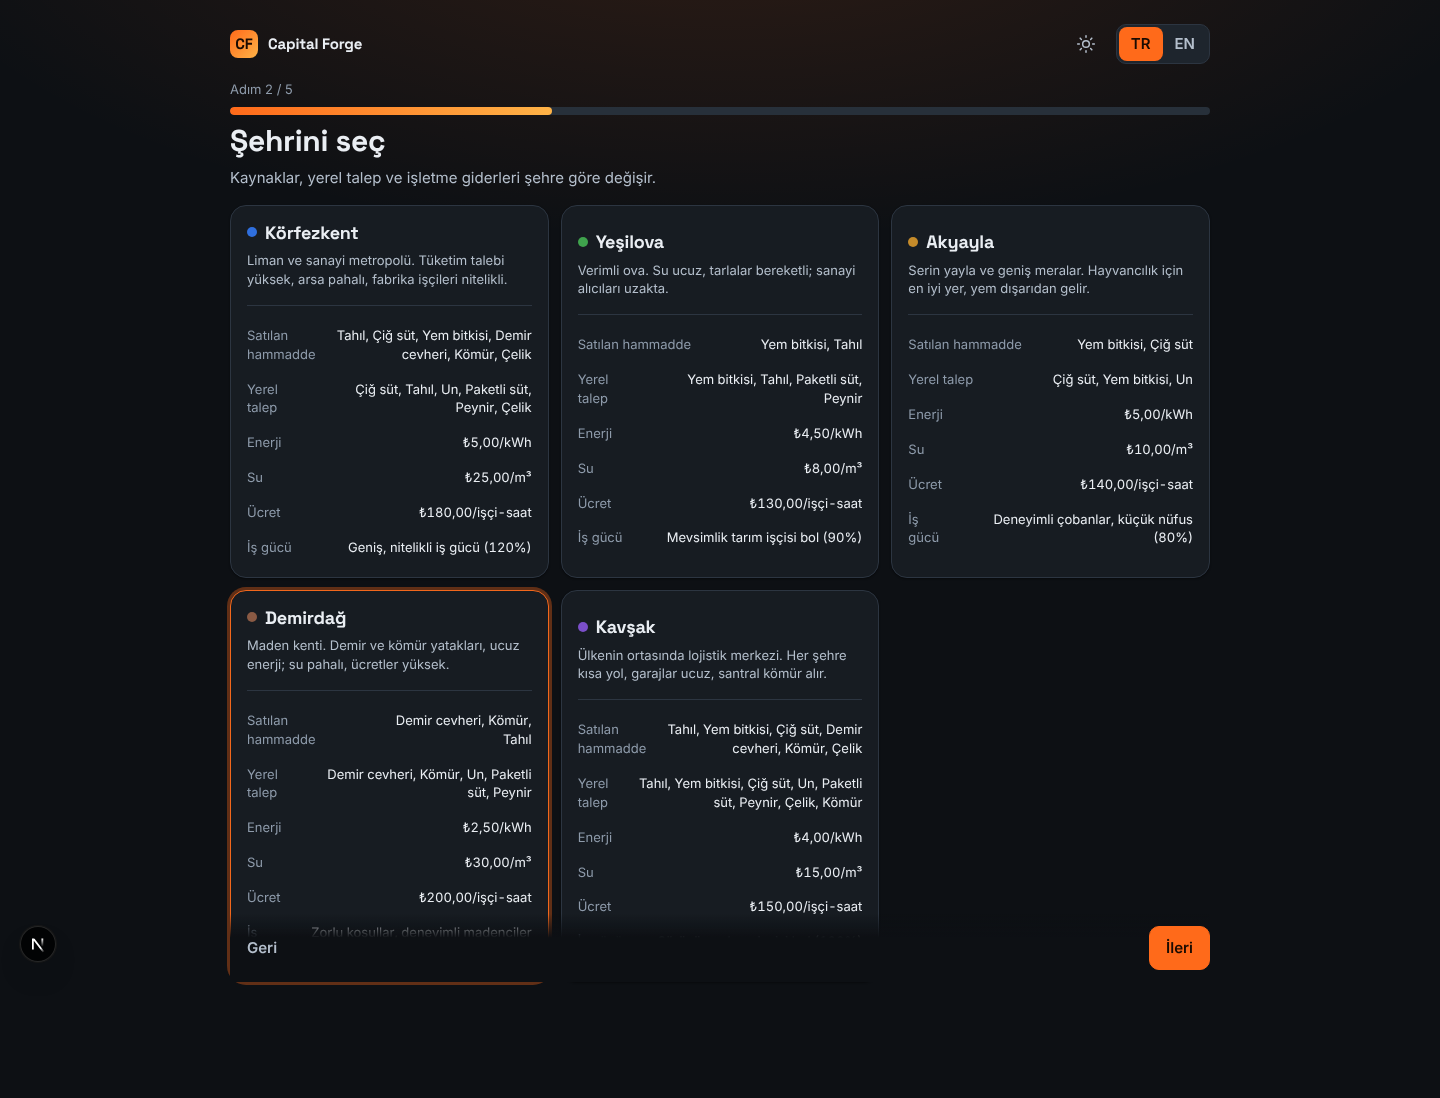 CF Capital Forge
TR EN
Adım 2 / 5
Şehrini seç
Kaynaklar, yerel talep ve işletme giderleri şehre göre değişir.
Körfezkent
Liman ve sanayi metropolü. Tüketim talebi
yüksek, arsa pahalı, fabrika işçileri nitelikli.
Satılan hammadde
Tahıl, Çiğ süt, Yem bitkisi, Demir
cevheri, Kömür, Çelik
Yerel talep
Çiğ süt, Tahıl, Un, Paketli süt,
Peynir, Çelik
Enerji ₺5,00/kWh
Su ₺25,00/m³
Ücret ₺180,00/işçi-saat
İş gücü Geniş, nitelikli iş gücü (120%)
Yeşilova
Verimli ova. Su ucuz, tarlalar bereketli; sanayi
alıcıları uzakta.
Satılan hammadde Yem bitkisi, Tahıl
Yerel talep
Yem bitkisi, Tahıl, Paketli süt,
Peynir
Enerji ₺4,50/kWh
Su ₺8,00/m³
Ücret ₺130,00/işçi-saat
İş gücü Mevsimlik tarım işçisi bol (90%)
Akyayla
Serin yayla ve geniş meralar. Hayvancılık için
en iyi yer, yem dışarıdan gelir.
Satılan hammadde Yem bitkisi, Çiğ süt
Yerel talep Çiğ süt, Yem bitkisi, Un
Enerji ₺5,00/kWh
Su ₺10,00/m³
Ücret ₺140,00/işçi-saat
İş gücü
Deneyimli çobanlar, küçük nüfus
(80%)
Demirdağ
Maden kenti. Demir ve kömür yatakları, ucuz
enerji; su pahalı, ücretler yüksek.
Satılan hammadde
Demir cevheri, Kömür,
Tahıl
Yerel talep
Demir cevheri, Kömür, Un, Paketli
süt, Peynir
Enerji ₺2,50/kWh
Su ₺30,00/m³
Ücret ₺200,00/işçi-saat
İş Zorlu koşullar, deneyimli madenciler
Kavşak
Ülkenin ortasında lojistik merkezi. Her şehre
kısa yol, garajlar ucuz, santral kömür alır.
Satılan hammadde
Tahıl, Yem bitkisi, Çiğ süt, Demir
cevheri, Kömür, Çelik
Yerel talep
Tahıl, Yem bitkisi, Çiğ süt, Un, Paketli
süt, Peynir, Çelik, Kömür
Enerji ₺4,00/kWh
Su ₺15,00/m³
Ücret ₺150,00/işçi-saat
Geri
İleri
N